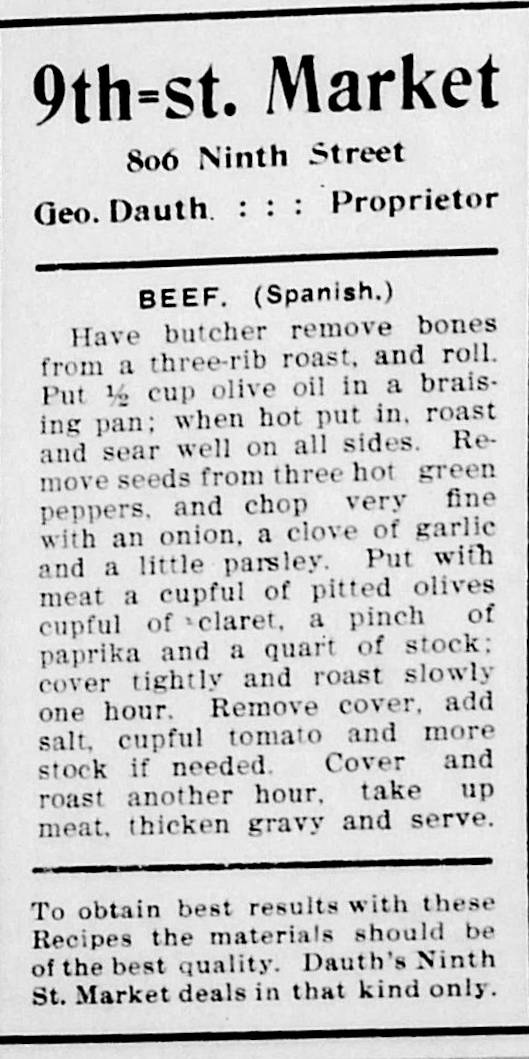 9th=st. Market
806 Ninth Street
Geo. Dauth. : : : Proprietor
BEEF. (Spanish.)
Have butcher remove bones
from a three-rib roast, and roll.
Put ½ cup olive oil in a brais-
ing pan; when hot put in, roast
and sear well on all sides. Re-
move seeds from three hot green
peppers, and chop very fine
with an onion, a clove of garlic
and a little parsley. Put with
meat a cupful of pitted olives
cupful of claret, a pinch of
paprika and a quart of stock;
cover tightly and roast slowly
one hour. Remove cover, add
salt, cupful tomato and more
stock if needed. Cover and
roast another hour, take up
meat, thicken gravy and serve.
To obtain best results with these
Recipes the materials should be
of the best quality. Dauth's Ninth
St. Market deals in that kind only.